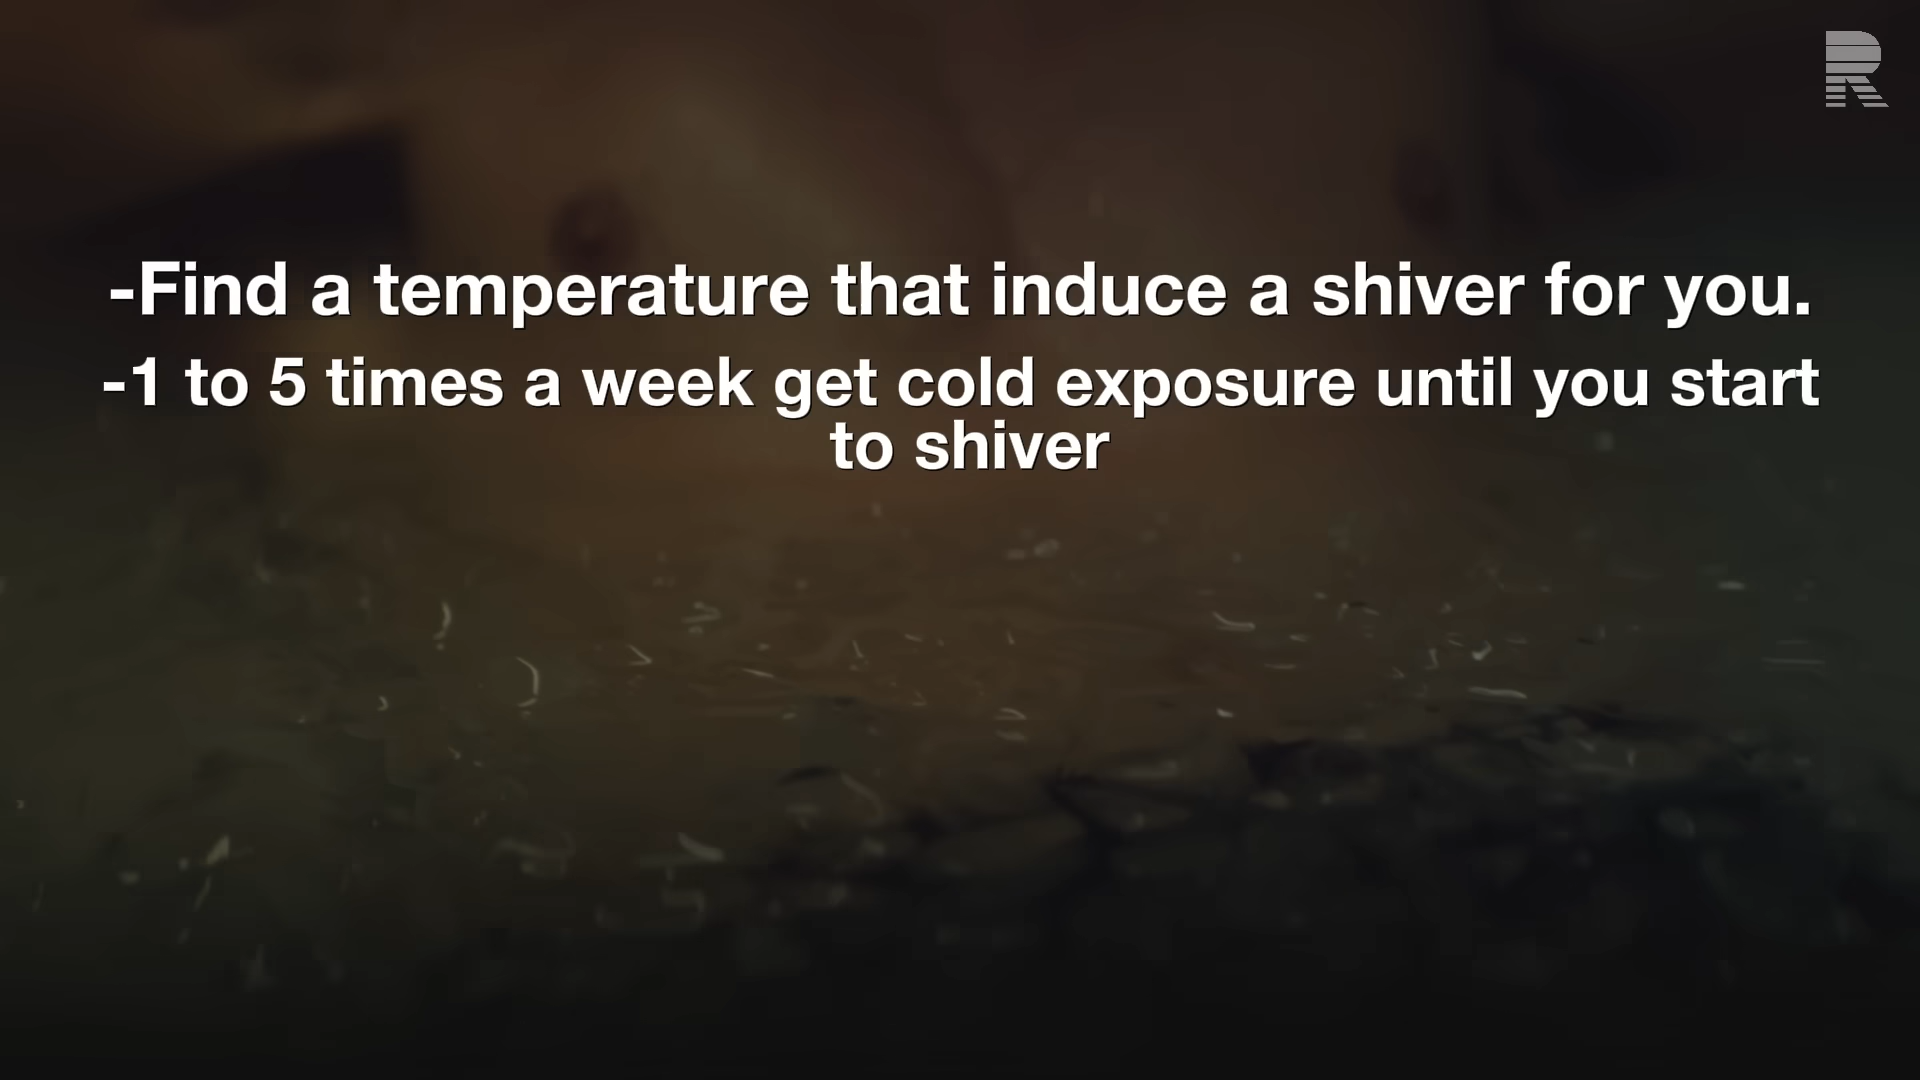 -Find a temperature that induce a shiver for you.
-1 to 5 times a week get cold exposure until you start
to shiver
R